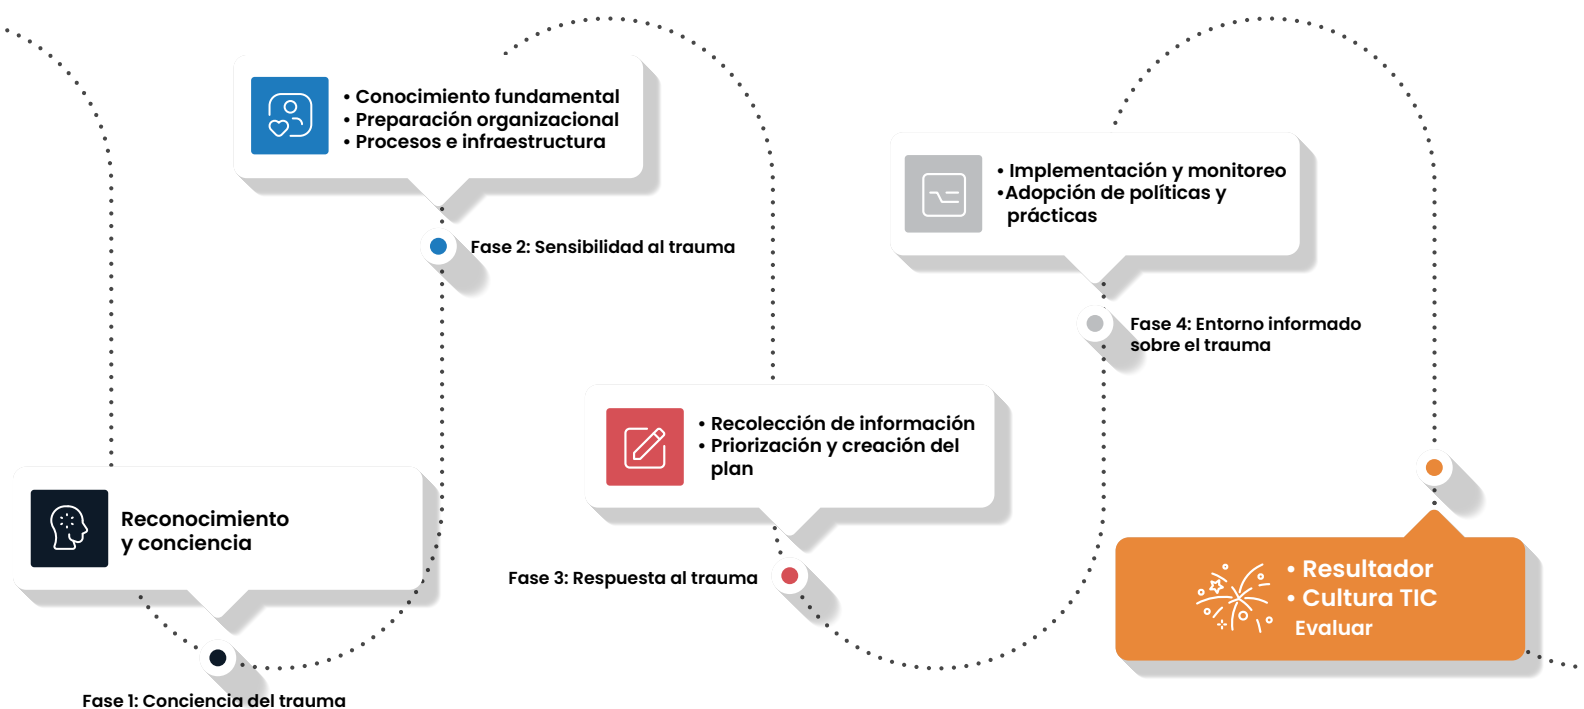 Reconocimiento
y conciencia
Fase 1: Conciencia del trauma
• Conocimiento fundamental
• Preparación organizacional
• Procesos e infraestructura
Fase 2: Sensibilidad al trauma
• Recolección de información
• Priorización y creación del
plan
Fase 3: Respuesta al trauma
• Implementación y monitoreo
•Adopción de políticas y
prácticas
Fase 4: Entorno informado
sobre el trauma
• Resultador
• Cultura TIC
Evaluar